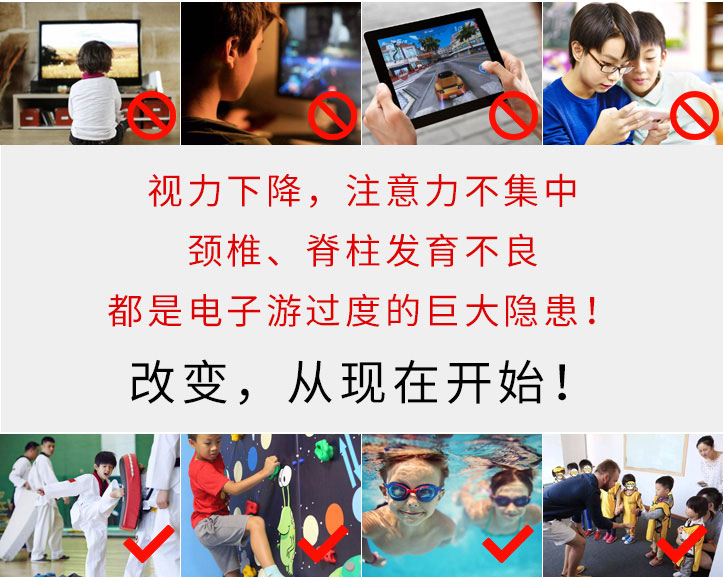 视力下降，注意力不集中
颈椎、脊柱发育不良
都是电子游过度的巨大隐患！
改变，从现在开始！